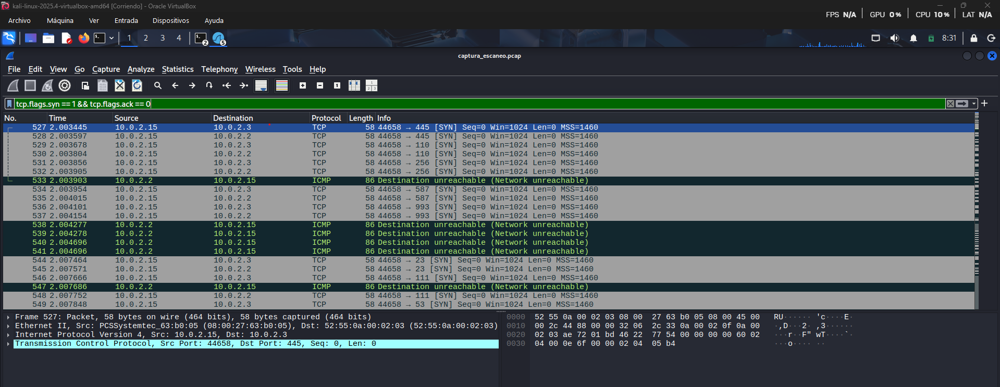 kali-linux-2025.4-virtualbox-amd64 [Corriendo] - Oracle VirtualBox
Archivo Máquina Ver Entrada Dispositivos Ayuda
FPS N/A GPU 0% CPU 10% LAT N/A
1 2 3 4 2 5 8:31
captura_escaneo.pcap
File Edit View Go Capture Analyze Statistics Telephony Wireless Tools Help
tcp.flags.syn == 1 && tcp.flags.ack == 0
No. Time Source Destination Protocol Length Info
527 2.003445 10.0.2.15 10.0.2.3 TCP 58 44658 → 445 [SYN] Seq=0 Win=1024 Len=0 MSS=1460
528 2.003597 10.0.2.15 10.0.2.2 TCP 58 44658 → 445 [SYN] Seq=0 Win=1024 Len=0 MSS=1460
529 2.003678 10.0.2.15 10.0.2.3 TCP 58 44658 → 110 [SYN] Seq=0 Win=1024 Len=0 MSS=1460
530 2.003804 10.0.2.15 10.0.2.2 TCP 58 44658 → 110 [SYN] Seq=0 Win=1024 Len=0 MSS=1460
531 2.003856 10.0.2.15 10.0.2.3 TCP 58 44658 → 256 [SYN] Seq=0 Win=1024 Len=0 MSS=1460
532 2.003905 10.0.2.15 10.0.2.2 TCP 58 44658 → 256 [SYN] Seq=0 Win=1024 Len=0 MSS=1460
533 2.003903 10.0.2.2 10.0.2.15 ICMP 86 Destination unreachable (Network unreachable)
534 2.003954 10.0.2.15 10.0.2.3 TCP 58 44658 → 587 [SYN] Seq=0 Win=1024 Len=0 MSS=1460
535 2.004015 10.0.2.15 10.0.2.2 TCP 58 44658 → 587 [SYN] Seq=0 Win=1024 Len=0 MSS=1460
536 2.004101 10.0.2.15 10.0.2.3 TCP 58 44658 → 993 [SYN] Seq=0 Win=1024 Len=0 MSS=1460
537 2.004154 10.0.2.15 10.0.2.2 TCP 58 44658 → 993 [SYN] Seq=0 Win=1024 Len=0 MSS=1460
538 2.004277 10.0.2.2 10.0.2.15 ICMP 86 Destination unreachable (Network unreachable)
539 2.004278 10.0.2.2 10.0.2.15 ICMP 86 Destination unreachable (Network unreachable)
540 2.004696 10.0.2.2 10.0.2.15 ICMP 86 Destination unreachable (Network unreachable)
541 2.004696 10.0.2.2 10.0.2.15 ICMP 86 Destination unreachable (Network unreachable)
544 2.007464 10.0.2.15 10.0.2.3 TCP 58 44658 → 23 [SYN] Seq=0 Win=1024 Len=0 MSS=1460
545 2.007571 10.0.2.15 10.0.2.2 TCP 58 44658 → 23 [SYN] Seq=0 Win=1024 Len=0 MSS=1460
546 2.007666 10.0.2.15 10.0.2.3 TCP 58 44658 → 111 [SYN] Seq=0 Win=1024 Len=0 MSS=1460
547 2.007686 10.0.2.2 10.0.2.15 ICMP 86 Destination unreachable (Network unreachable)
548 2.007752 10.0.2.15 10.0.2.2 TCP 58 44658 → 111 [SYN] Seq=0 Win=1024 Len=0 MSS=1460
549 2.007848 10.0.2.15 10.0.2.3 TCP 58 44658 → 53 [SYN] Seq=0 Win=1024 Len=0 MSS=1460
Frame 527: Packet, 58 bytes on wire (464 bits), 58 bytes captured (464 bits)
Ethernet II, Src: PCSSystemtec_63:b0:05 (08:00:27:63:b0:05), Dst: 52:55:0a:00:02:03 (52:55:0a:00:02:03)
Internet Protocol Version 4, Src: 10.0.2.15, Dst: 10.0.2.3
Transmission Control Protocol, Src Port: 44658, Dst Port: 445, Seq: 0, Len: 0
0000 52 55 0a 00 02 03 08 00 27 63 b0 05 08 00 45 00 RU······ 'c····E·
0010 00 2c 44 88 00 00 32 06 2c 33 0a 00 02 0f 0a 00 ·,D···2· ,3······
0020 02 03 ae 72 01 bd 46 22 77 54 00 00 00 00 60 02 ···r··F" wT····`·
0030 04 00 0e 6f 00 00 02 04 05 b4 ···o···· ··